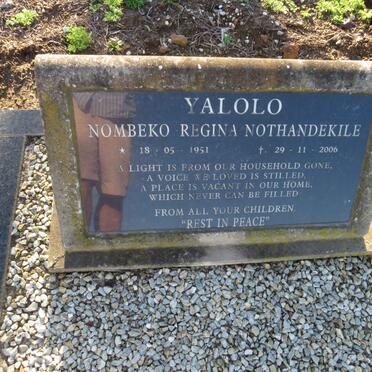 YALOLO
NOMBEKO REGINA NOTHANDEKILE
★ 18 - 05 - 1951 †. 29 - 11 - 2006
A LIGHT IS FROM OUR HOUSEHOLD GONE,
A VOICE WE LOVED IS STILLED,
A PLACE IS VACANT IN OUR HOME,
WHICH NEVER CAN BE FILLED
FROM ALL YOUR CHILDREN.
"REST IN PEACE"